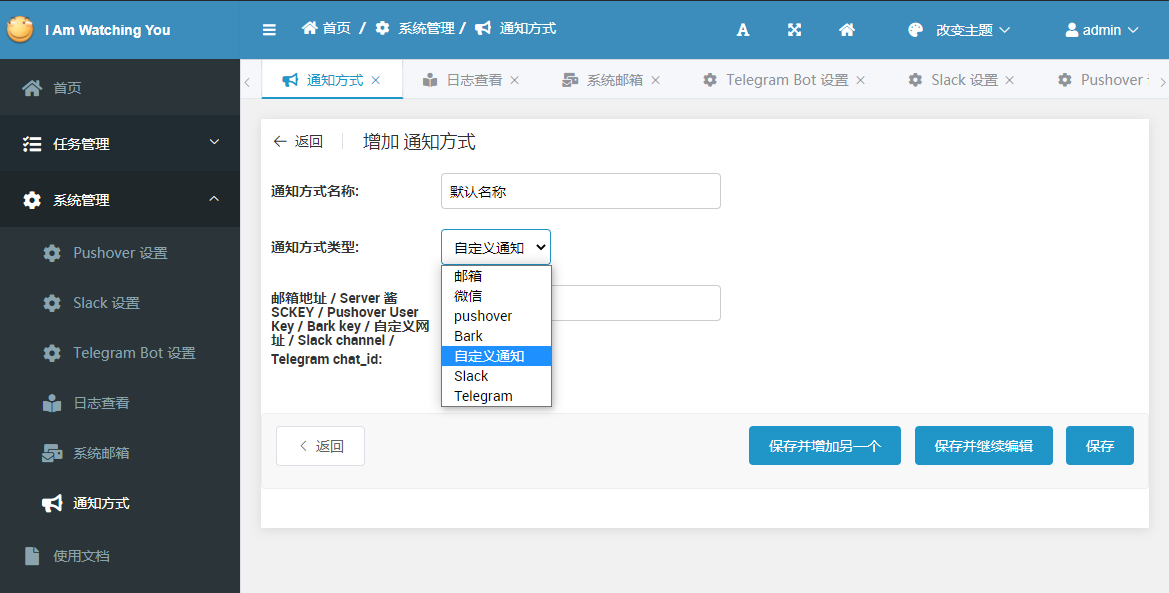 I Am Watching You
首页 / 系统管理 / 通知方式
A
改变主题
admin
首页
任务管理
系统管理
Pushover 设置
Slack 设置
Telegram Bot 设置
日志查看
系统邮箱
通知方式
使用文档
通知方式 × 日志查看 × 系统邮箱 × Telegram Bot 设置 × Slack 设置 × Pushover
返回
增加 通知方式
通知方式名称:
默认名称
通知方式类型:
自定义通知
邮箱
微信
pushover
Bark
自定义通知
Slack
Telegram
邮箱地址 / Server 酱
SCKEY / Pushover User
Key / Bark key / 自定义网
址 / Slack channel /
Telegram chat_id:
返回
保存并增加另一个
保存并继续编辑
保存